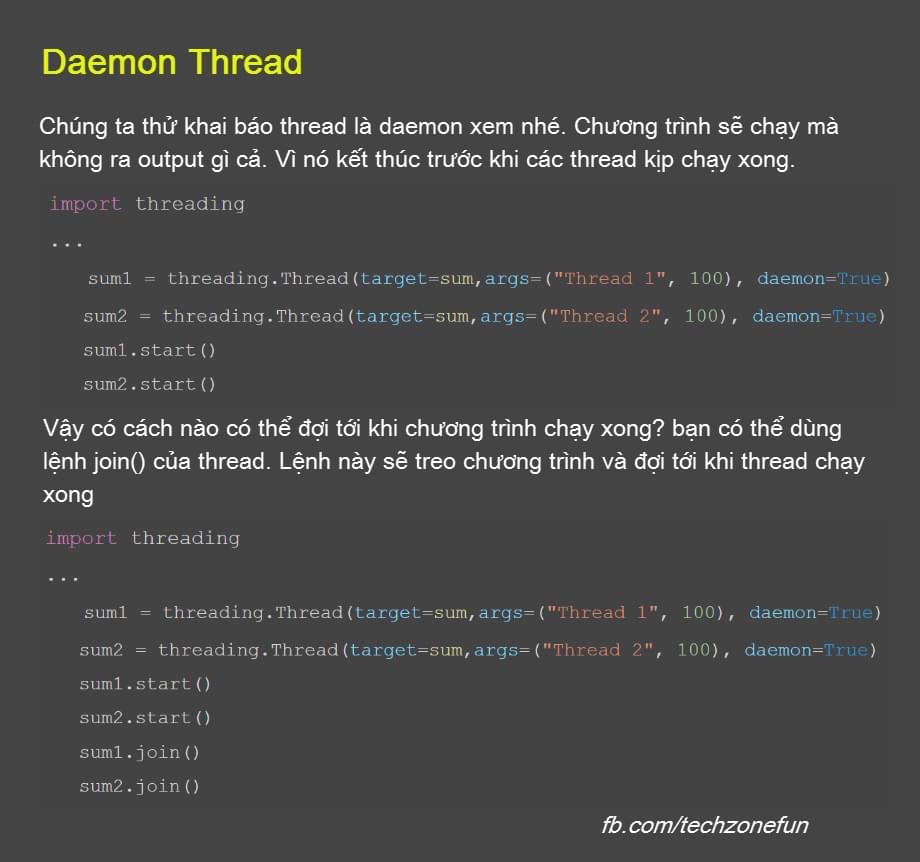 Daemon Thread
Chúng ta thử khai báo thread là daemon xem nhé. Chương trình sẽ chạy mà
không ra output gì cả. Vì nó kết thúc trước khi các thread kịp chạy xong.
import threading
...
sum1 = threading.Thread(target=sum,args=("Thread 1", 100), daemon=True)
sum2 = threading.Thread(target=sum,args=("Thread 2", 100), daemon=True)
sum1.start()
sum2.start()
Vậy có cách nào có thể đợi tới khi chương trình chạy xong? bạn có thể dùng
lệnh join() của thread. Lệnh này sẽ treo chương trình và đợi tới khi thread chạy
xong
import threading
...
sum1 = threading.Thread(target=sum,args=("Thread 1", 100), daemon=True)
sum2 = threading.Thread(target=sum,args=("Thread 2", 100), daemon=True)
sum1.start()
sum2.start()
sum1.join()
sum2.join()
fb.com/techzonefun